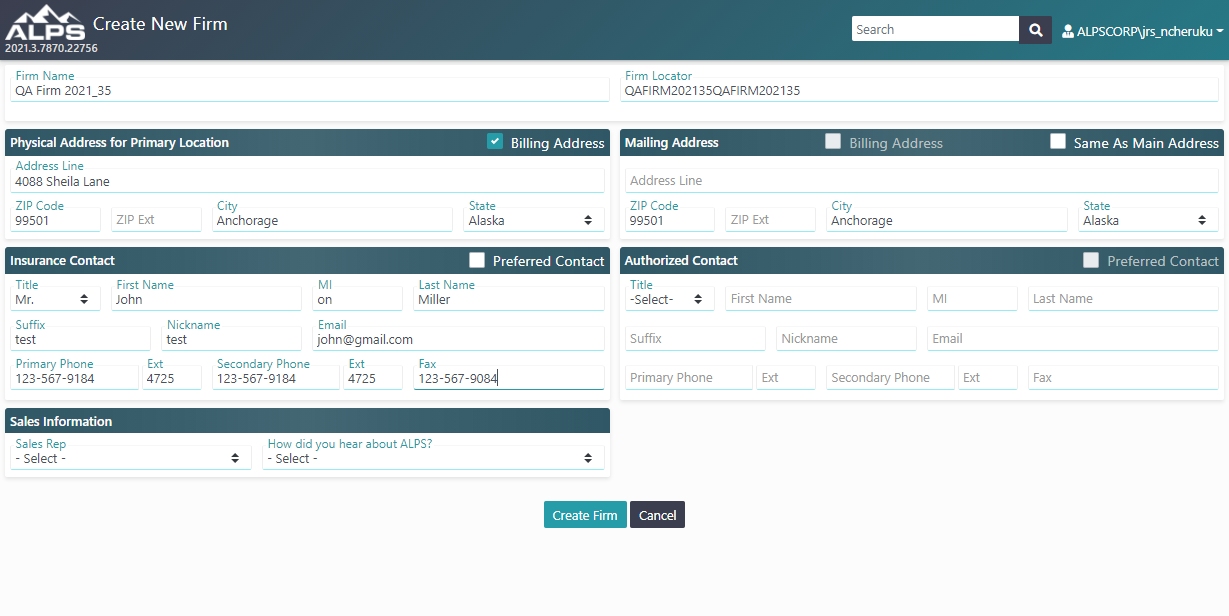 ALPS Create New Firm
2021.3.7870.22756
Search
ALPSCORP\jrs_ncheruku
Firm Name
QA Firm 2021_35
Firm Locator
QAFIRM202135QAFIRM202135
Physical Address for Primary Location Billing Address
Address Line
4088 Sheila Lane
ZIP Code City State
99501 ZIP Ext Anchorage Alaska
Mailing Address Billing Address Same As Main Address
Address Line
ZIP Code City State
99501 ZIP Ext Anchorage Alaska
Insurance Contact Preferred Contact
Title First Name MI Last Name
Mr. John on Miller
Suffix Nickname Email
test test john@gmail.com
Primary Phone Ext Secondary Phone Ext Fax
123-567-9184 4725 123-567-9184 4725 123-567-9084
Authorized Contact Preferred Contact
Title
-Select- First Name MI Last Name
Suffix Nickname Email
Primary Phone Ext Secondary Phone Ext Fax
Sales Information
Sales Rep How did you hear about ALPS?
- Select - - Select -
Create Firm Cancel